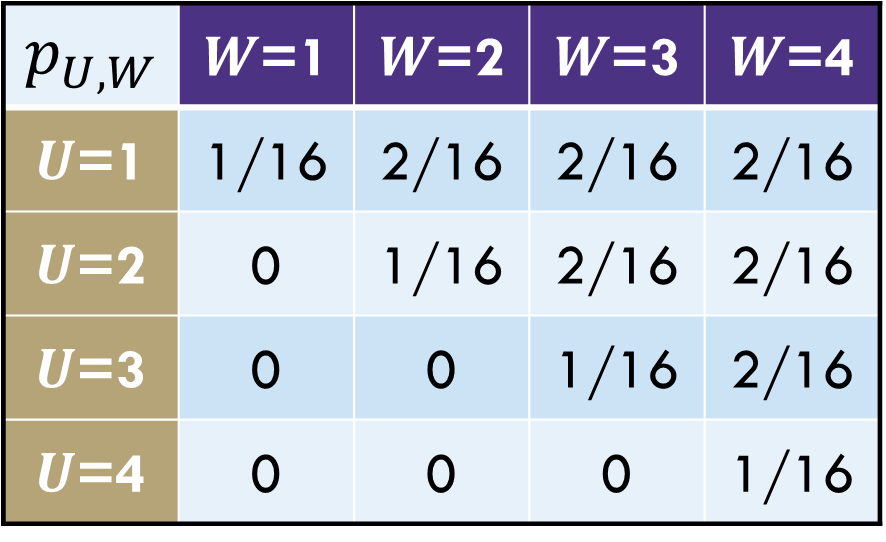 p_{U,W} W=1 W=2 W=3 W=4
U=1 1/16 2/16 2/16 2/16
U=2 0 1/16 2/16 2/16
U=3 0 0 1/16 2/16
U=4 0 0 0 1/16